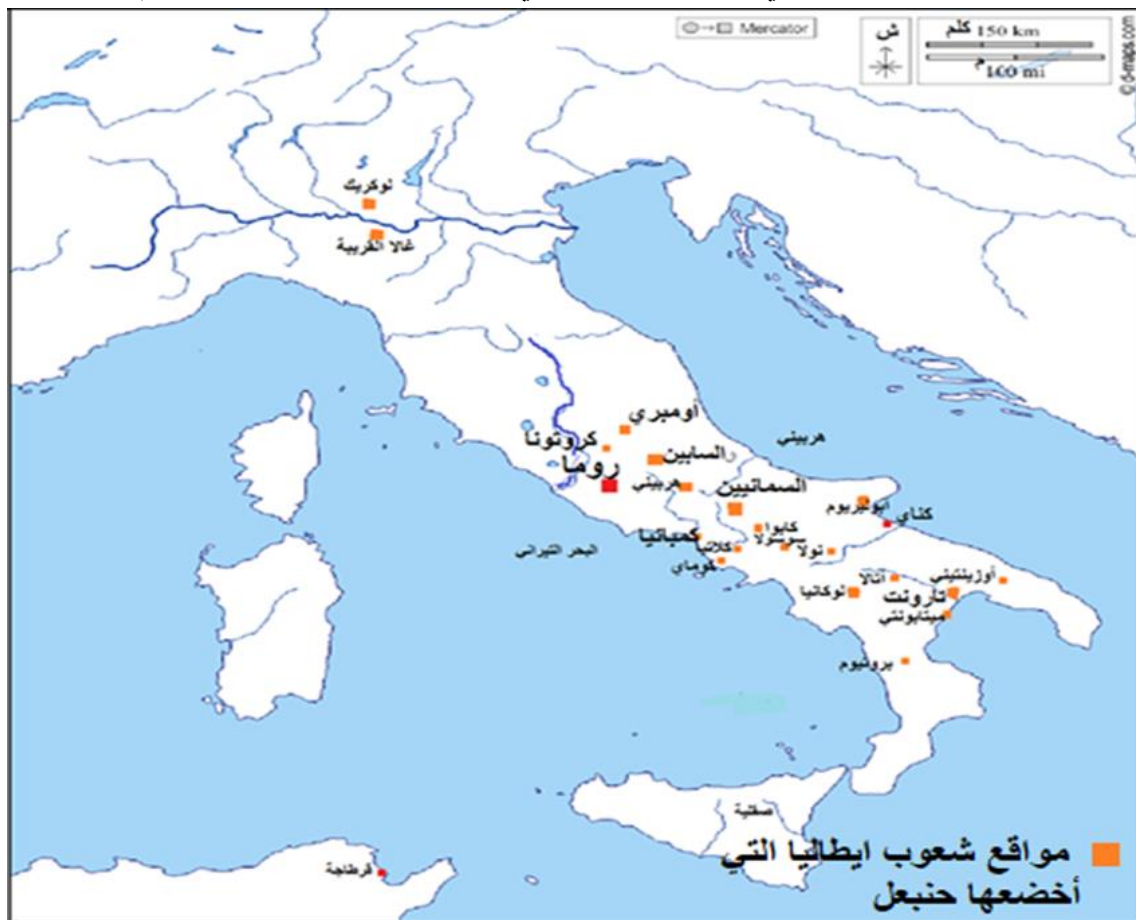 Mercator
ش
150 km كلم
100 mi م
© d-maps.com
نوكريك
غالا القريبة
أومبري
كروتونا
السابين
هربيني
روما
هربيني
السمانيين
ابوليريوم
كناي
كابوا
سوسولا
نولا
كمبانيا
كلاتيا
كوماي
البحر التيراني
أوزينتيني
أتالا
تارونت
لوكانيا
ميتابونتي
بروتيوم
صقلية
قرطاجة
مواقع شعوب ايطاليا التي
أخضعها حنبعل